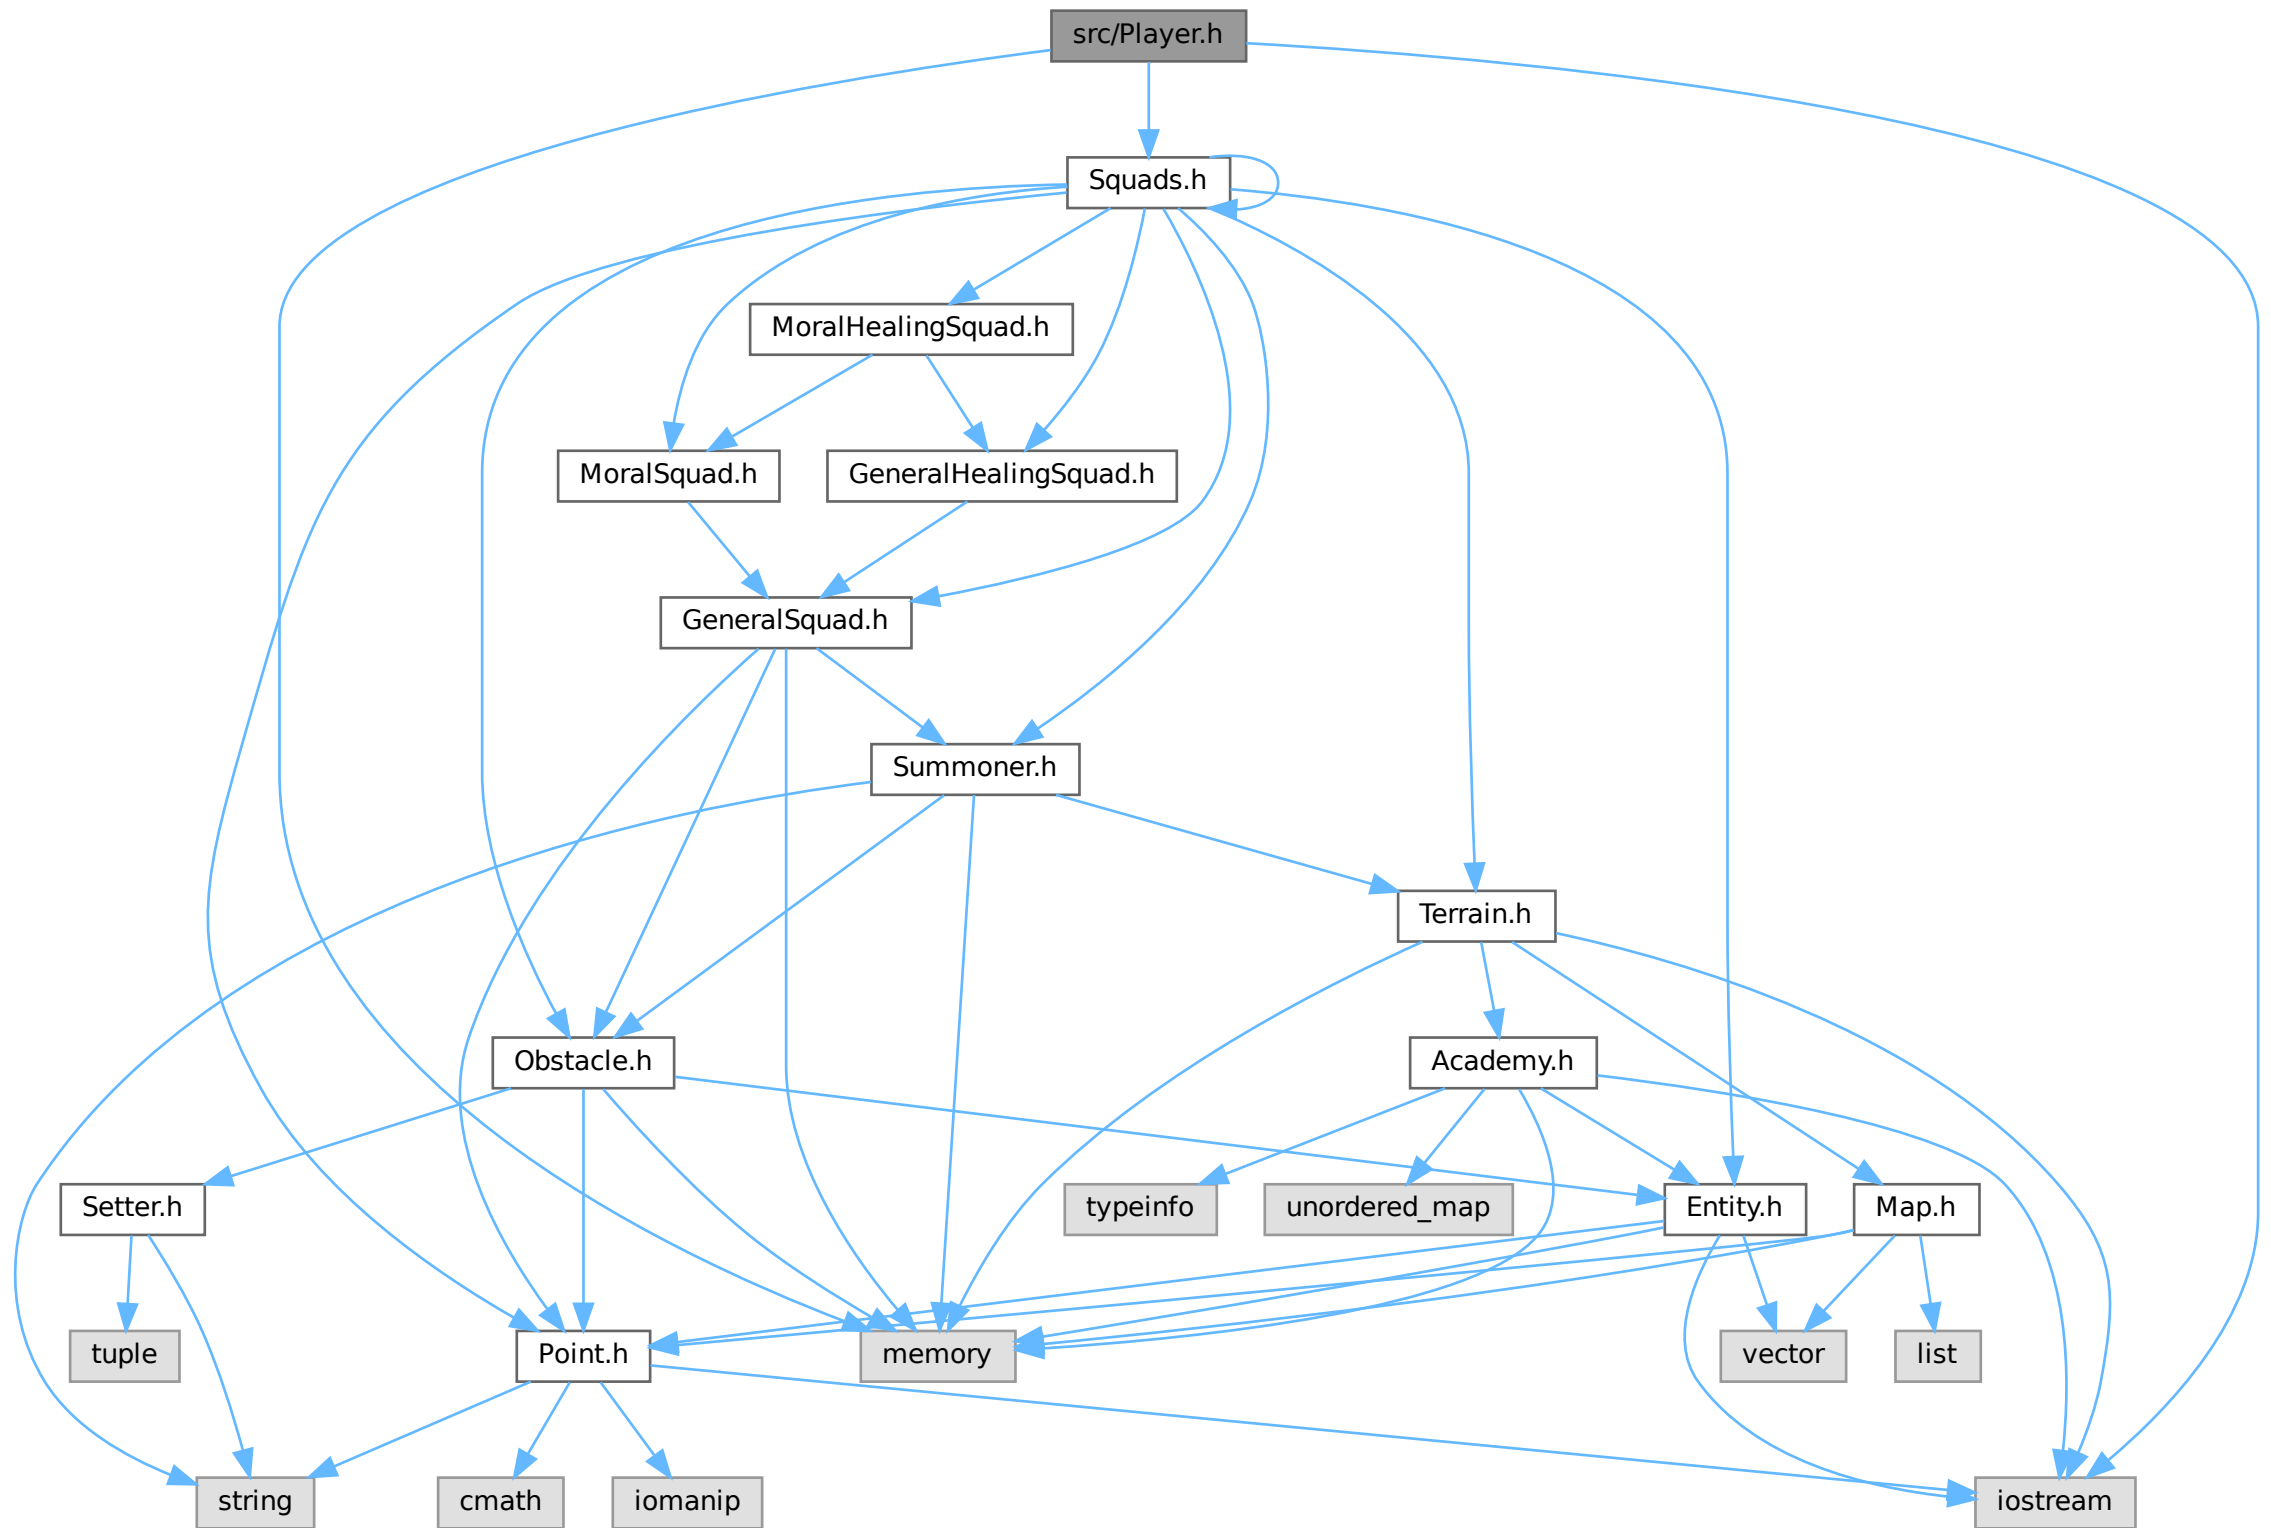 src/Player.h
Squads.h
MoralHealingSquad.h
MoralSquad.h
GeneralHealingSquad.h
GeneralSquad.h
Summoner.h
Terrain.h
Obstacle.h
Academy.h
Setter.h
typeinfo
unordered_map
Entity.h
Map.h
tuple
Point.h
memory
vector
list
string
cmath
iomanip
iostream